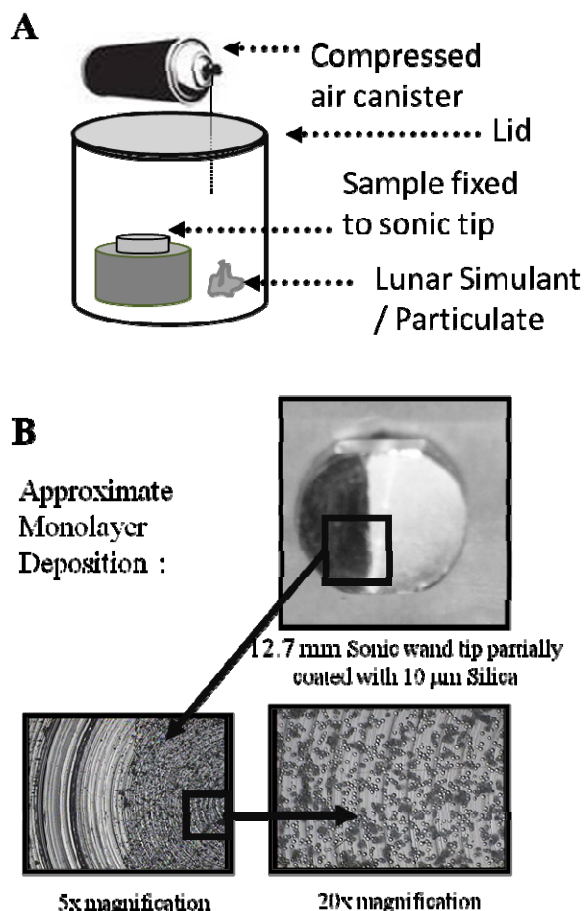 A
Compressed
air canister
Lid
Sample fixed
to sonic tip
Lunar Simulant
/ Particulate
B
Approximate
Monolayer
Deposition :
12.7 mm Sonic wand tip partially
coated with 10 µm Silica
5x magnification
20x magnification